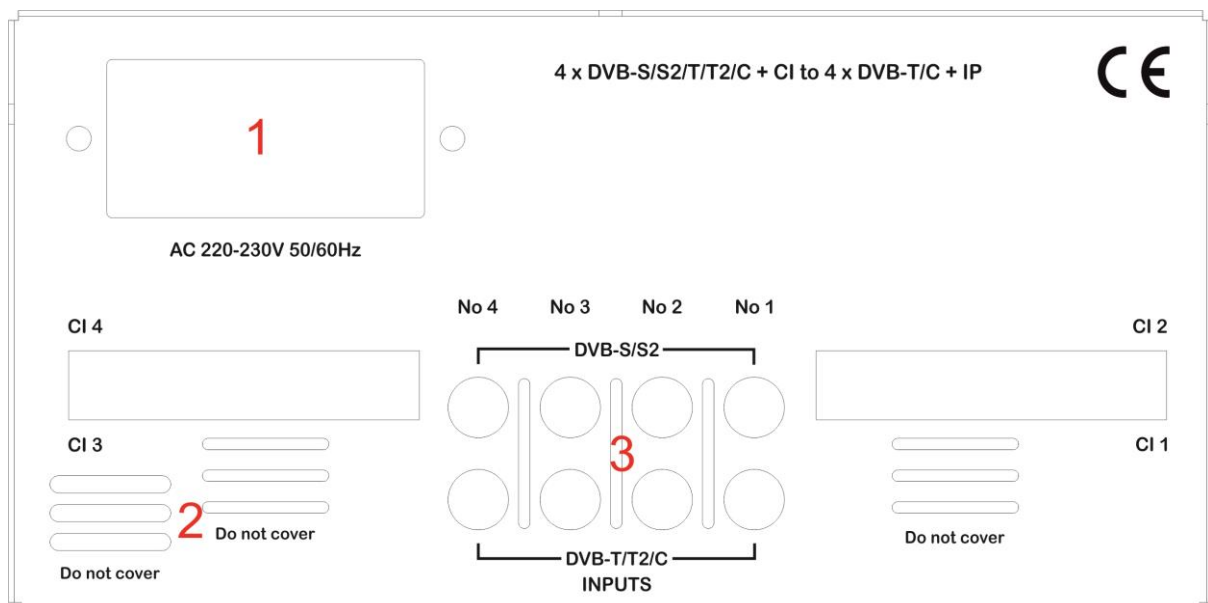 4 x DVB-S/S2/T/T2/C + CI to 4 x DVB-T/C + IP
CE
1
AC 220-230V 50/60Hz
No 4 No 3 No 2 No 1
CI 4
CI 2
DVB-S/S2
CI 3
3
CI 1
2
Do not cover
Do not cover
Do not cover
DVB-T/T2/C
INPUTS